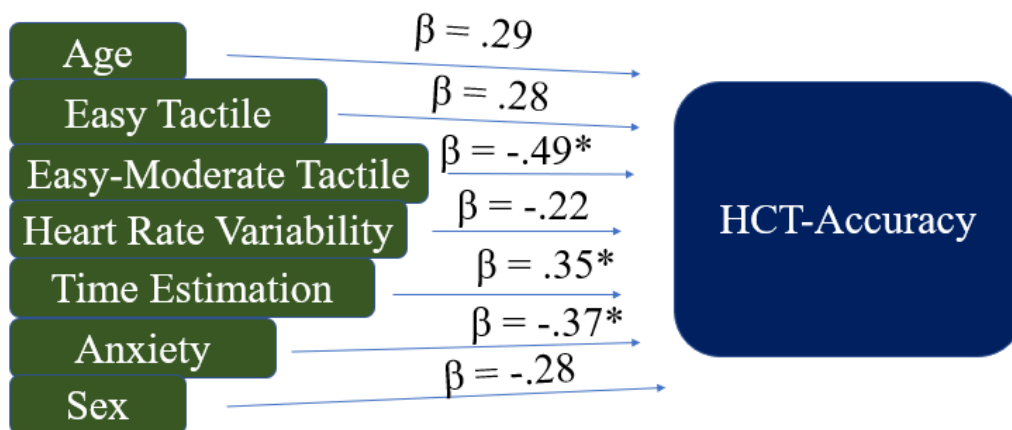 Age
β = .29
Easy Tactile
β = .28
Easy-Moderate Tactile
β = -.49*
Heart Rate Variability
β = -.22
Time Estimation
β = .35*
Anxiety
β = -.37*
Sex
β = -.28
HCT-Accuracy